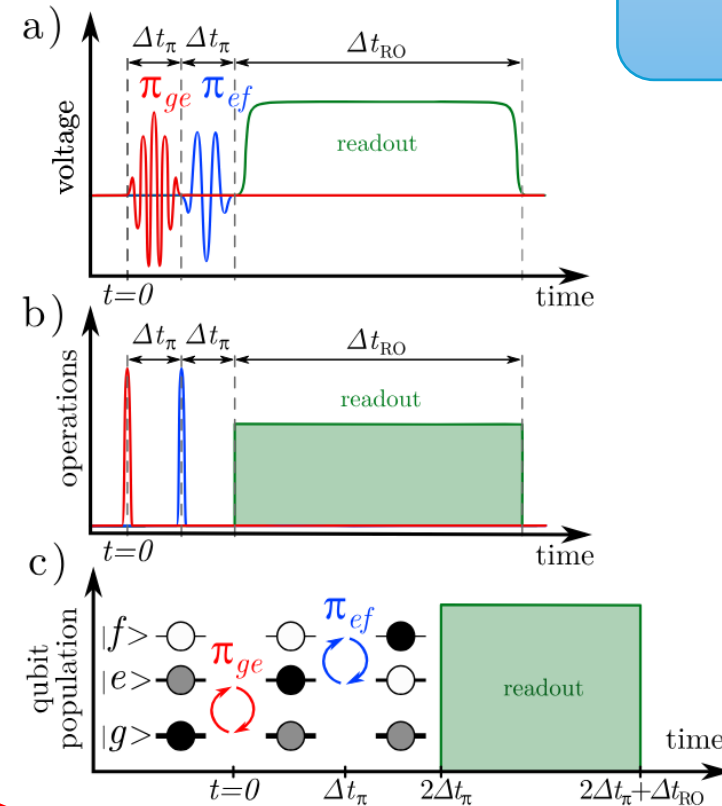 a)
Δtπ Δtπ ΔtRO
πge πef
readout
voltage
t=0
time
b)
Δtπ Δtπ ΔtRO
readout
operations
t=0
time
c)
πef
|f>
πge
|e>
readout
|g>
qubit
population
time
t=0 Δtπ 2Δtπ 2Δtπ+ΔtRO